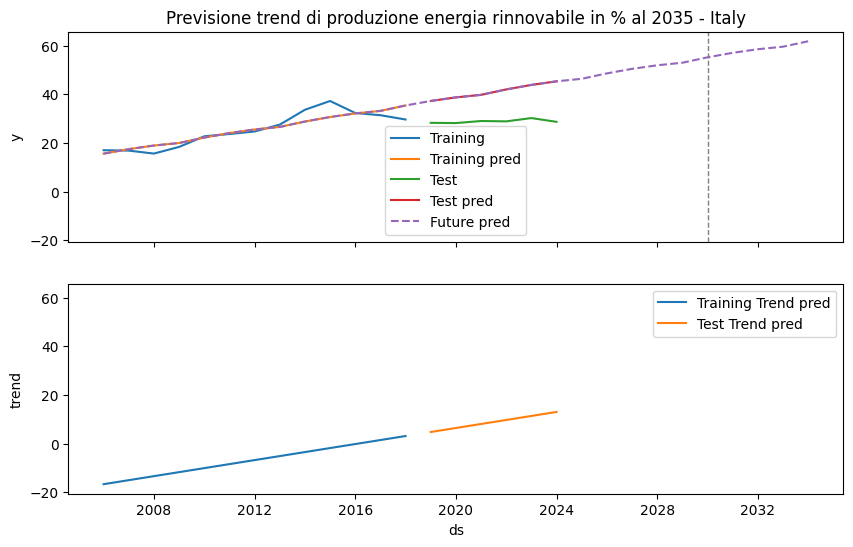 Previsione trend di produzione energia rinnovabile in % al 2035 - Italy
60
40
20
0
−20
y
Training
Training pred
Test
Test pred
Future pred
60
40
20
0
−20
trend
Training Trend pred
Test Trend pred
2008 2012 2016 2020 2024 2028 2032
ds